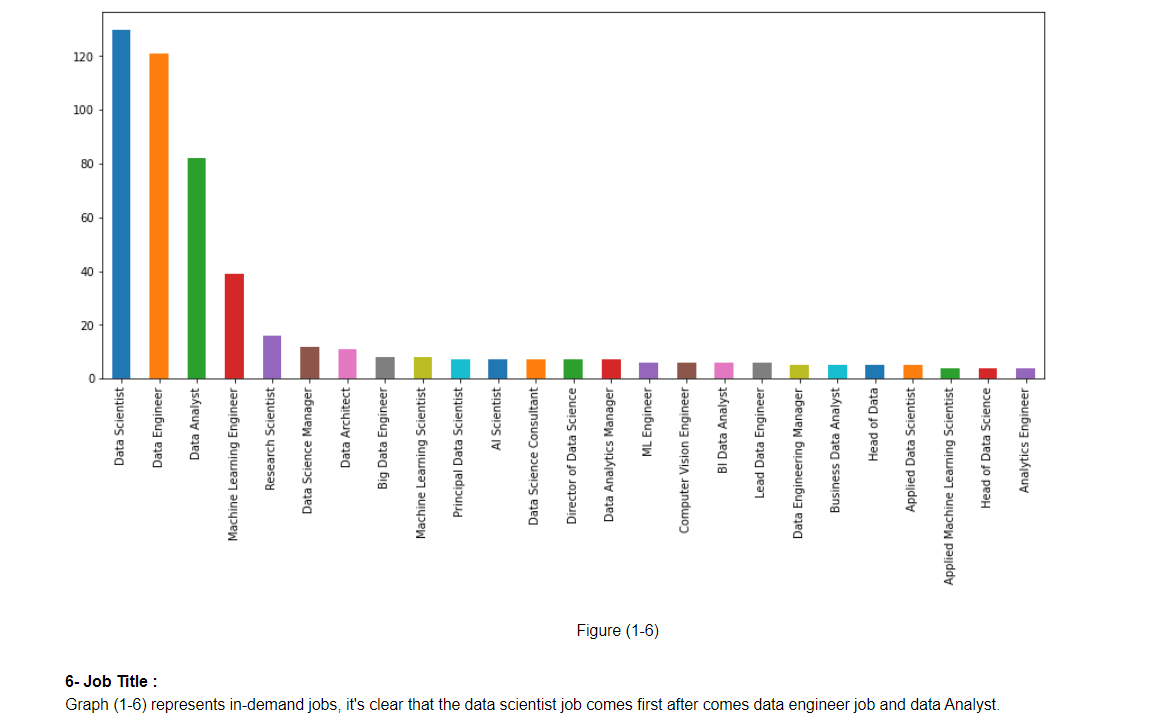 120
100
80
60
40
20
0
Data Scientist
Data Engineer
Data Analyst
Machine Learning Engineer
Research Scientist
Data Science Manager
Data Architect
Big Data Engineer
Machine Learning Scientist
Principal Data Scientist
AI Scientist
Data Science Consultant
Director of Data Science
Data Analytics Manager
ML Engineer
Computer Vision Engineer
BI Data Analyst
Lead Data Engineer
Data Engineering Manager
Business Data Analyst
Head of Data
Applied Data Scientist
Applied Machine Learning Scientist
Head of Data Science
Analytics Engineer
Figure (1-6)
6- Job Title :
Graph (1-6) represents in-demand jobs, it's clear that the data scientist job comes first after comes data engineer job and data Analyst.